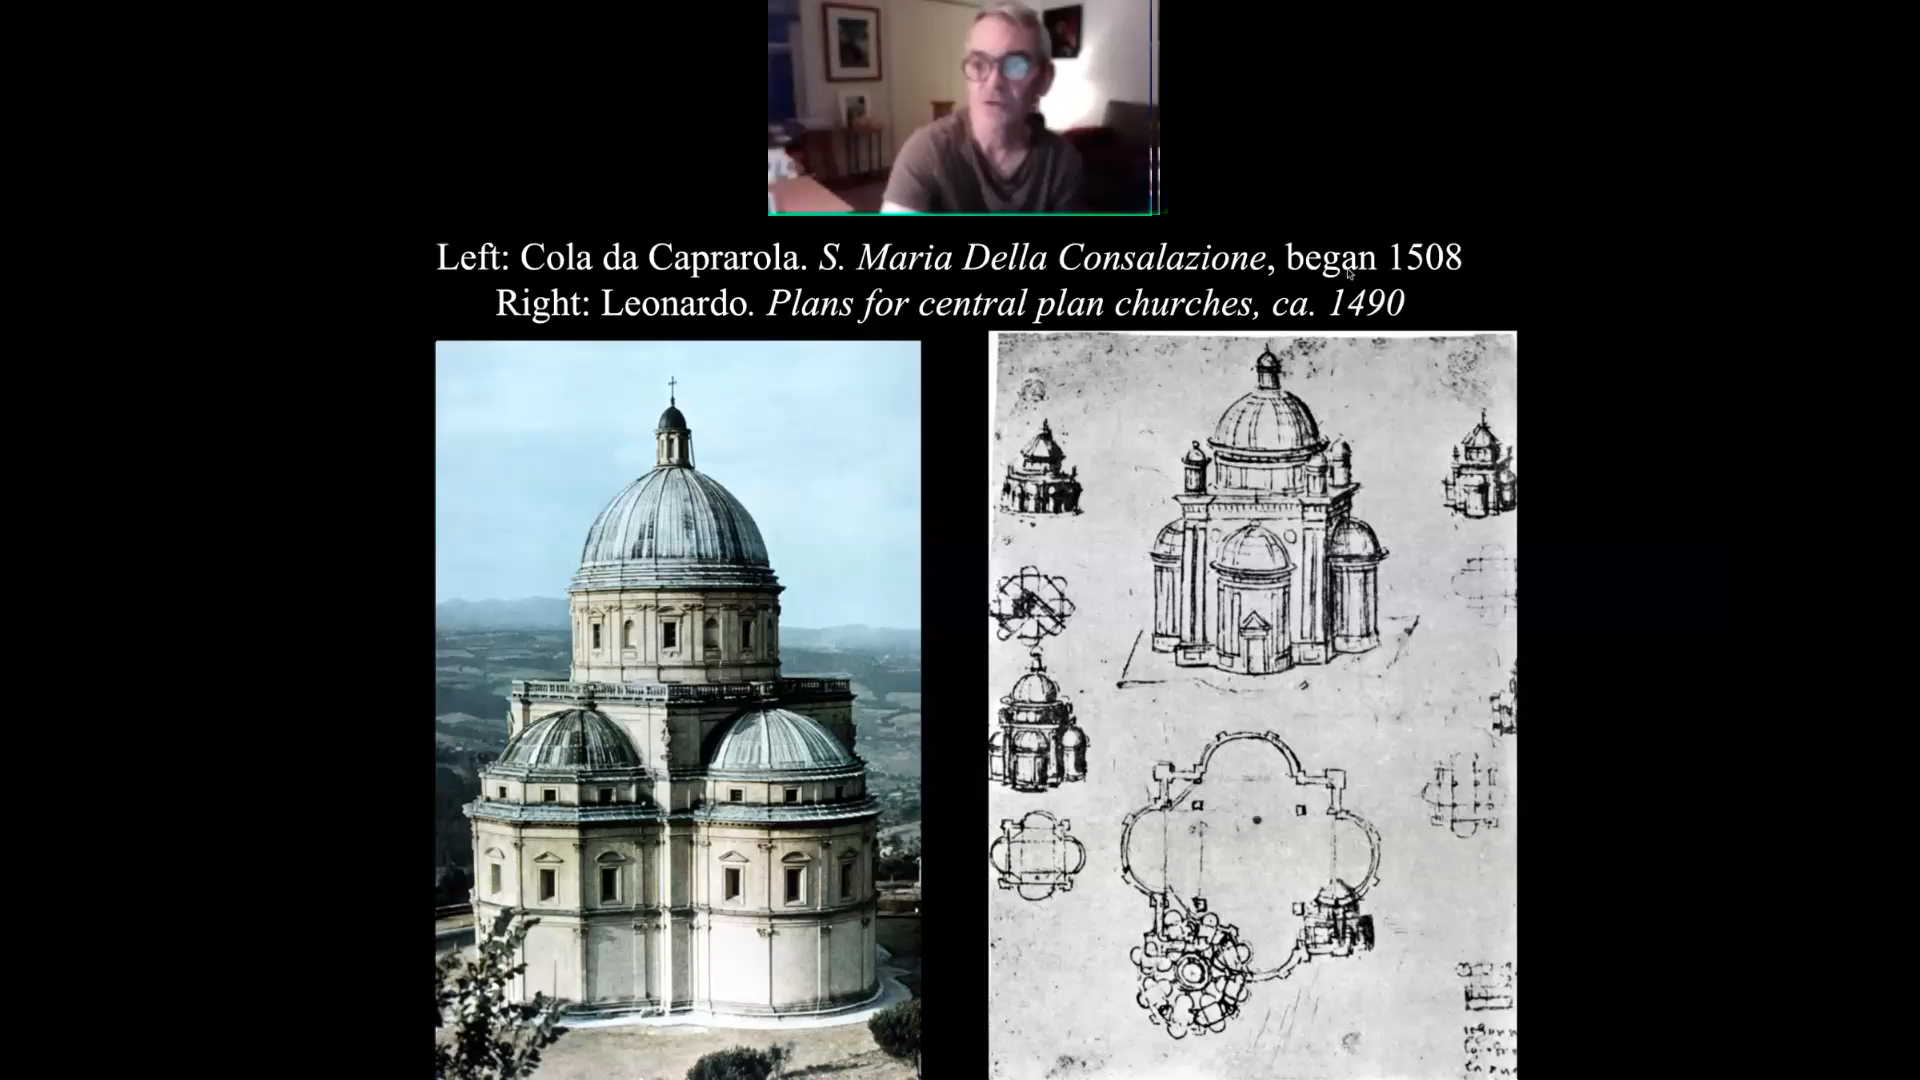 Left: Cola da Caprarola. S. Maria Della Consalazione, began 1508
Right: Leonardo. Plans for central plan churches, ca. 1490